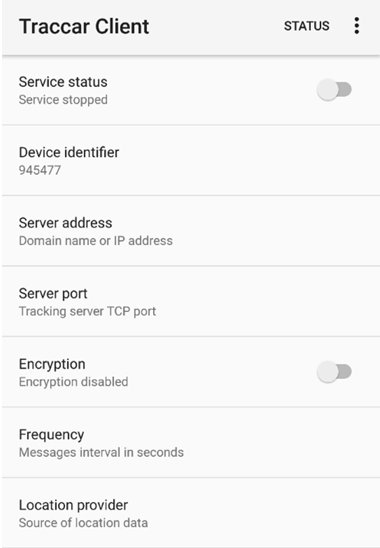 Traccar Client STATUS
Service status
Service stopped
Device identifier
945477
Server address
Domain name or IP address
Server port
Tracking server TCP port
Encryption
Encryption disabled
Frequency
Messages interval in seconds
Location provider
Source of location data